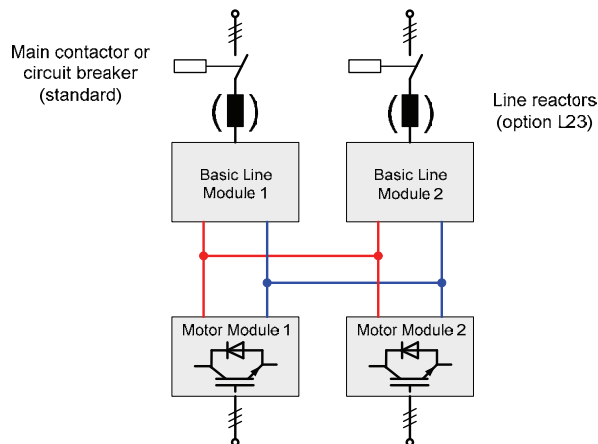 Main contactor or
circuit breaker
(standard)
Line reactors
(option L23)
Basic Line
Module 1
Basic Line
Module 2
Motor Module 1
Motor Module 2